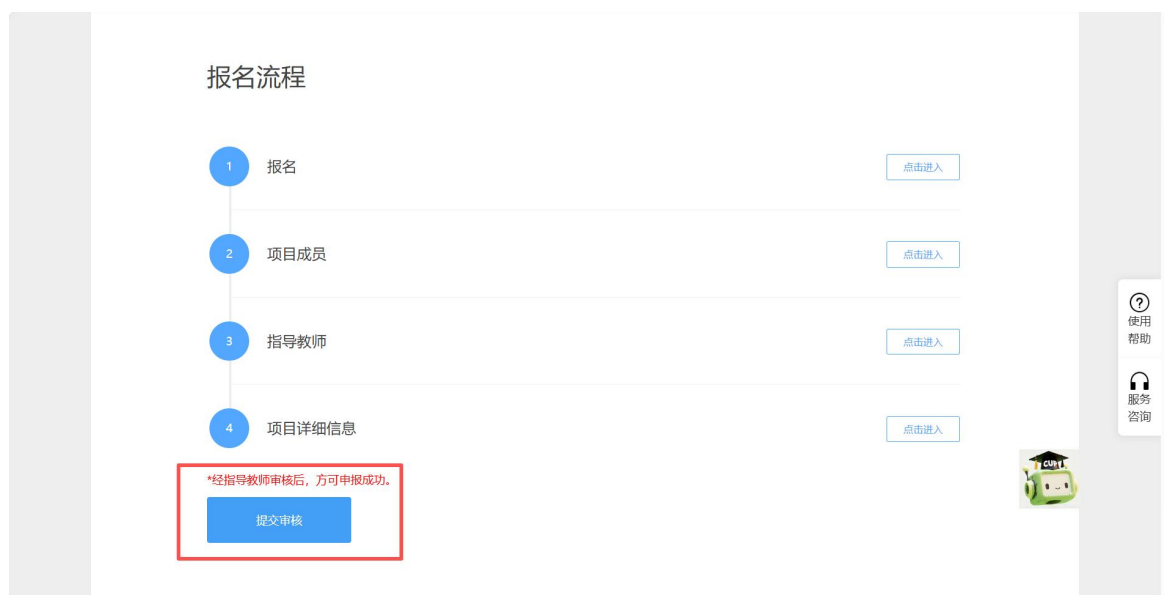 报名流程
1 报名 点击进入
2 项目成员 点击进入
3 指导教师 点击进入
4 项目详细信息 点击进入
*经指导教师审核后，方可申报成功。
提交审核
?
使用
帮助
服务
咨询